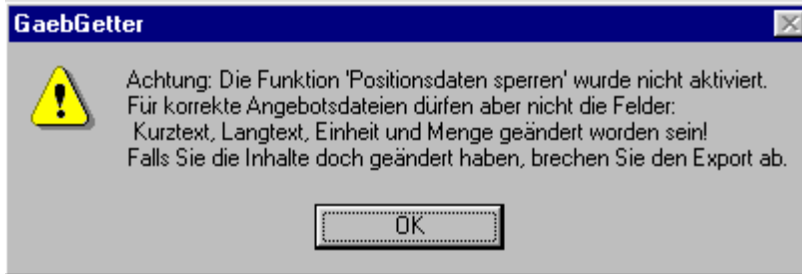 GaebGetter
Achtung: Die Funktion 'Positionsdaten sperren' wurde nicht aktiviert.
Für korrekte Angebotsdateien dürfen aber nicht die Felder:
Kurztext, Langtext, Einheit und Menge geändert worden sein!
Falls Sie die Inhalte doch geändert haben, brechen Sie den Export ab.
OK